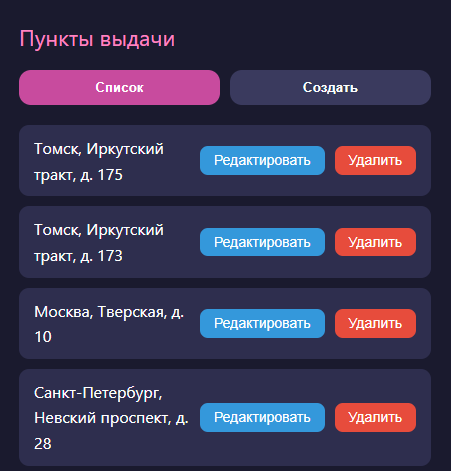 Пункты выдачи
Список
Создать
Томск, Иркутский
тракт, д. 175
Редактировать
Удалить
Томск, Иркутский
тракт, д. 173
Редактировать
Удалить
Москва, Тверская, д.
10
Редактировать
Удалить
Санкт-Петербург,
Невский проспект, д.
28
Редактировать
Удалить